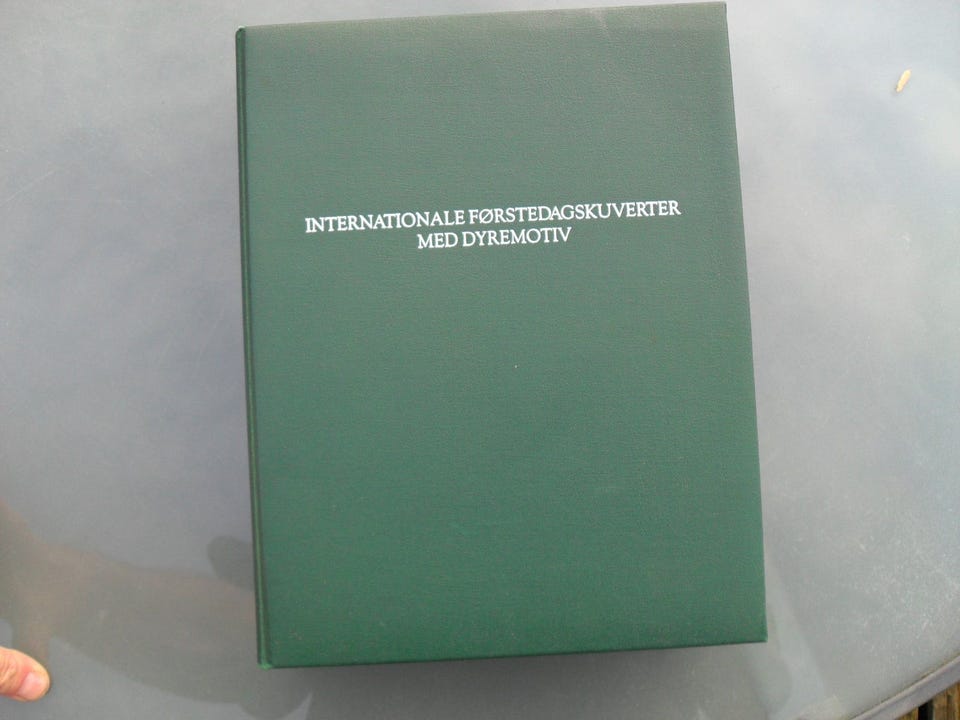 INTERNATIONALE FØRSTEDAGSKUVERTER
MED DYREMOTIV